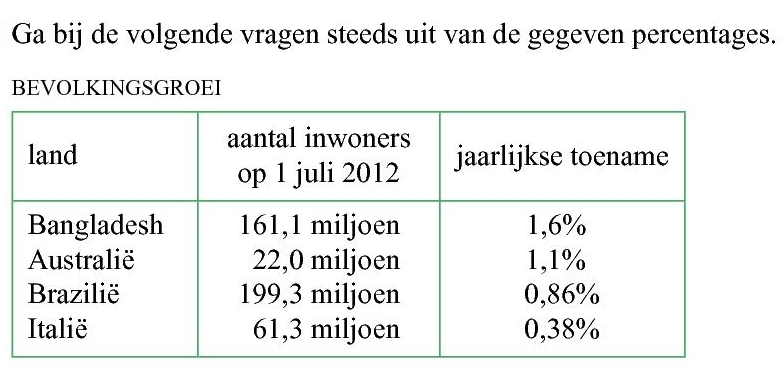 Ga bij de volgende vragen steeds uit van de gegeven percentages.
BEVOLKINGSGROEI
land aantal inwoners op 1 juli 2012 jaarlijkse toename
Bangladesh 161,1 miljoen 1,6%
Australië 22,0 miljoen 1,1%
Brazilië 199,3 miljoen 0,86%
Italië 61,3 miljoen 0,38%